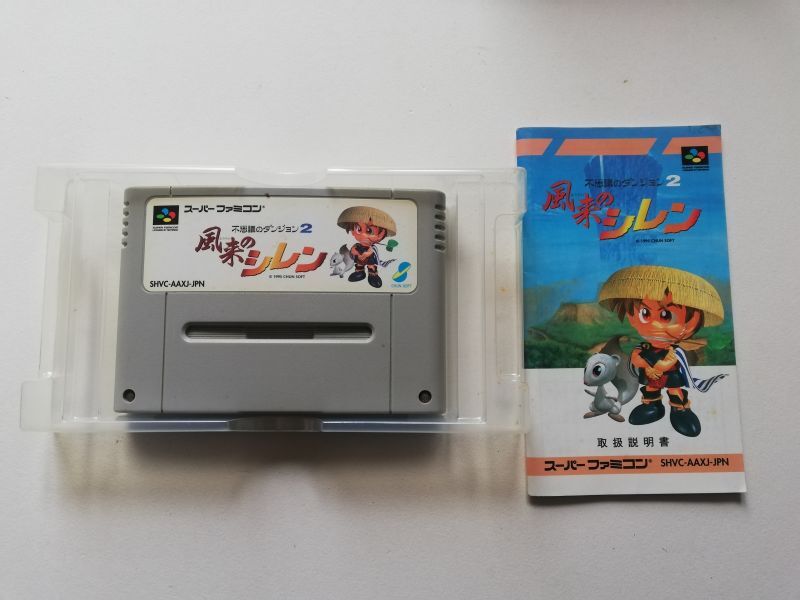 スーパーファミコン
不思議のダンジョン2
風来の
シレン
© 1995 CHUN SOFT
SHVC-AAXJ-JPN
CHUN SOFT
不思議のダンジョン2
風来の
シレン
© 1995 CHUN SOFT
取扱説明書
スーパーファミコン® SHVC-AAXJ-JPN